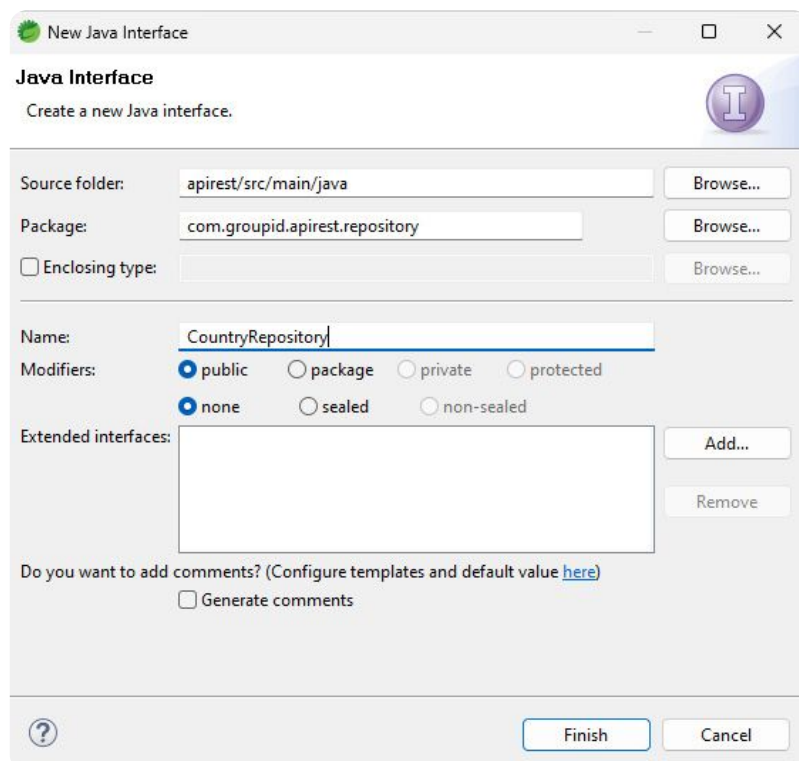 New Java Interface
Java Interface
Create a new Java interface.
I
Source folder: apirest/src/main/java Browse...
Package: com.groupid.apirest.repository Browse...
Enclosing type: Browse...
Name: CountryRepository
Modifiers: public package private protected
none sealed non-sealed
Extended interfaces: Add...
Remove
Do you want to add comments? (Configure templates and default value here)
Generate comments
? Finish Cancel